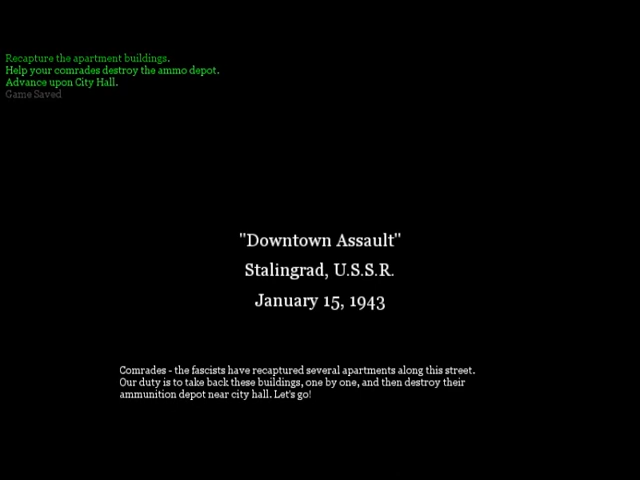 Recapture the apartment buildings.
Help your comrades destroy the ammo depot.
Advance upon City Hall.
Game Saved
"Downtown Assault"
Stalingrad, U.S.S.R.
January 15, 1943
Comrades - the fascists have recaptured several apartments along this street.
Our duty is to take back these buildings, one by one, and then destroy their
ammunition depot near city hall. Let's go!